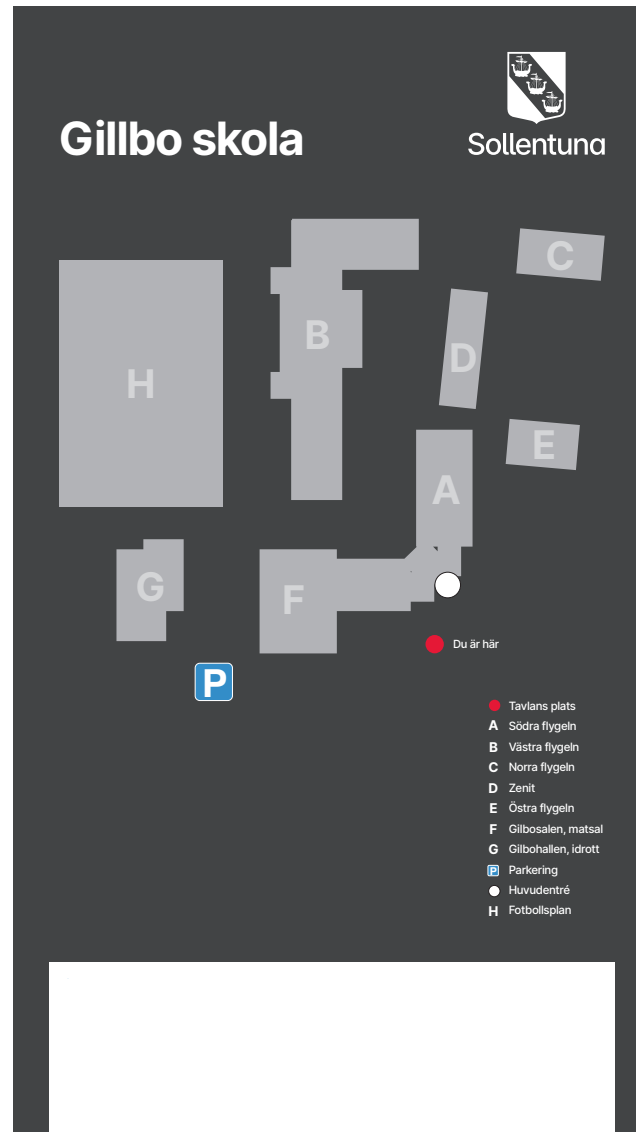 Gillbo skola
Sollentuna
C
B
D
H
E
A
G
F
Du är här
P
Tavlans plats
A Södra flygeln
B Västra flygeln
C Norra flygeln
D Zenit
E Östra flygeln
F Gilbosalen, matsal
G Gilbohallen, idrott
P Parkering
Huvudentré
H Fotbollsplan